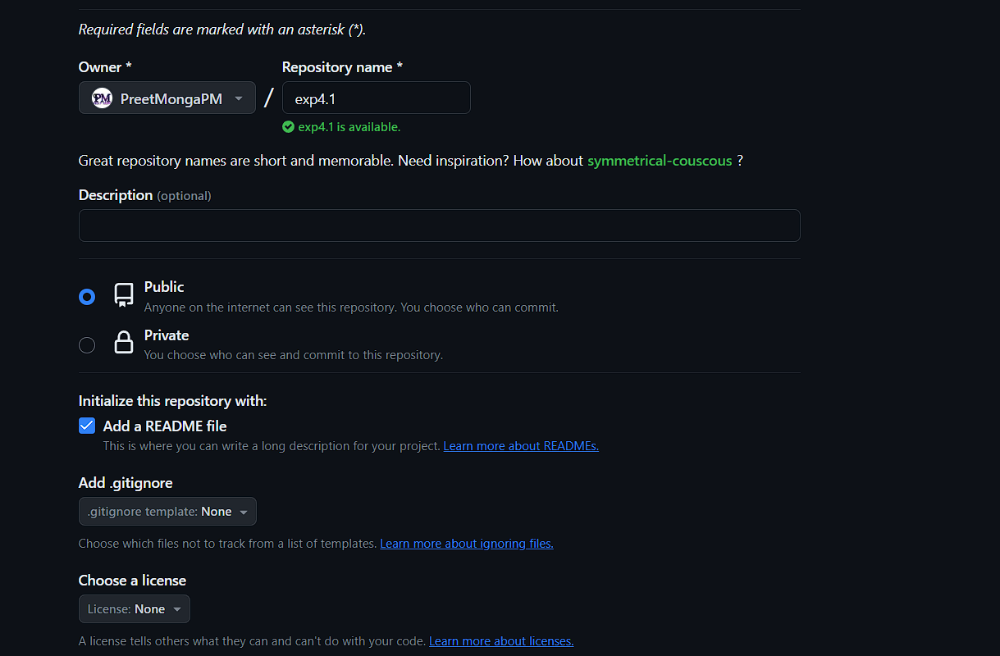 Required fields are marked with an asterisk (*).
Owner * Repository name *
PM PreetMongaPM / exp4.1
exp4.1 is available.
Great repository names are short and memorable. Need inspiration? How about symmetrical-couscous ?
Description (optional)
Public
Anyone on the internet can see this repository. You choose who can commit.
Private
You choose who can see and commit to this repository.
Initialize this repository with:
Add a README file
This is where you can write a long description for your project. Learn more about READMEs.
Add .gitignore
.gitignore template: None
Choose which files not to track from a list of templates. Learn more about ignoring files.
Choose a license
License: None
A license tells others what they can and can't do with your code. Learn more about licenses.